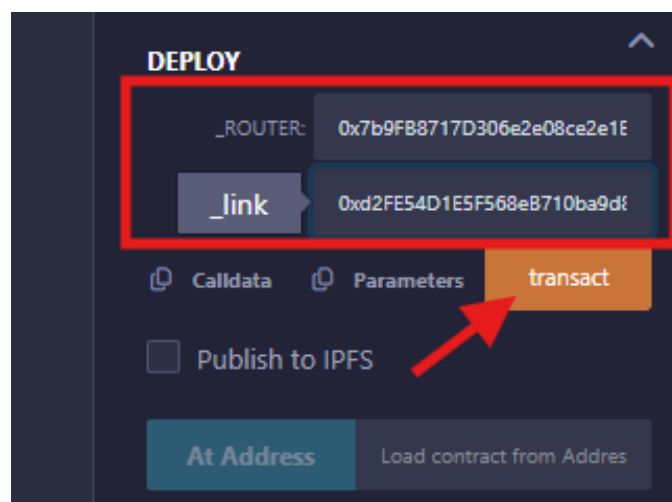 DEPLOY
_ROUTER: 0x7b9FB8717D306e2e08ce2e1E
_link 0xd2FE54D1E5F568eB710ba9d8
Calldata Parameters transact
Publish to IPFS
At Address Load contract from Addres